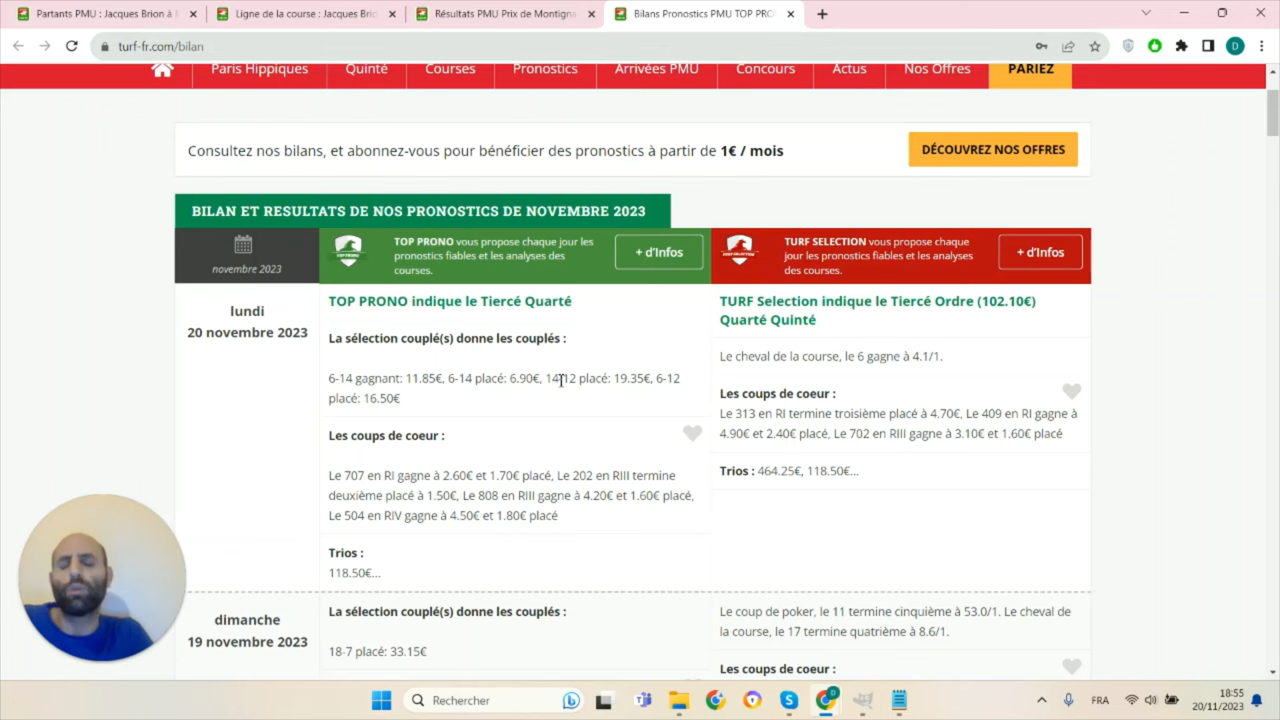 Partants PMU : Jacques Brion à
Ligne de la course : Jacques Bric
Résultats PMU Prix de Montigna
Bilans Pronostics PMU TOP PRO
turf-fr.com/bilan
D
Paris Hippiques
Quinté
Courses
Pronostics
Arrivées PMU
Concours
Actus
Nos Offres
PARIEZ
Consultez nos bilans, et abonnez-vous pour bénéficier des pronostics à partir de 1€ / mois
DÉCOUVREZ NOS OFFRES
BILAN ET RESULTATS DE NOS PRONOSTICS DE NOVEMBRE 2023
novembre 2023
TOP PRONO vous propose chaque jour les
pronostics fiables et les analyses des
courses.
+ d'Infos
TURF SELECTION vous propose chaque
jour les pronostics fiables et les analyses
des courses.
+ d'Infos
lundi
20 novembre 2023
TOP PRONO indique le Tiercé Quarté
La sélection couplé(s) donne les couplés :
6-14 gagnant: 11.85€, 6-14 placé: 6.90€, 14-12 placé: 19.35€, 6-12
placé: 16.50€
Les coups de coeur :
Le 707 en RI gagne à 2.60€ et 1.70€ placé, Le 202 en RIII termine
deuxième placé à 1.50€, Le 808 en RIII gagne à 4.20€ et 1.60€ placé,
Le 504 en RIV gagne à 4.50€ et 1.80€ placé
Trios :
118.50€...
TURF Selection indique le Tiercé Ordre (102.10€)
Quarté Quinté
Le cheval de la course, le 6 gagne à 4.1/1.
Les coups de coeur :
Le 313 en RI termine troisième placé à 4.70€, Le 409 en RI gagne à
4.90€ et 2.40€ placé, Le 702 en RIII gagne à 3.10€ et 1.60€ placé
Trios : 464.25€, 118.50€...
dimanche
19 novembre 2023
La sélection couplé(s) donne les couplés :
18-7 placé: 33.15€
Le coup de poker, le 11 termine cinquième à 53.0/1. Le cheval de
la course, le 17 termine quatrième à 8.6/1.
Les coups de coeur :
Rechercher
FRA
18:55
20/11/2023